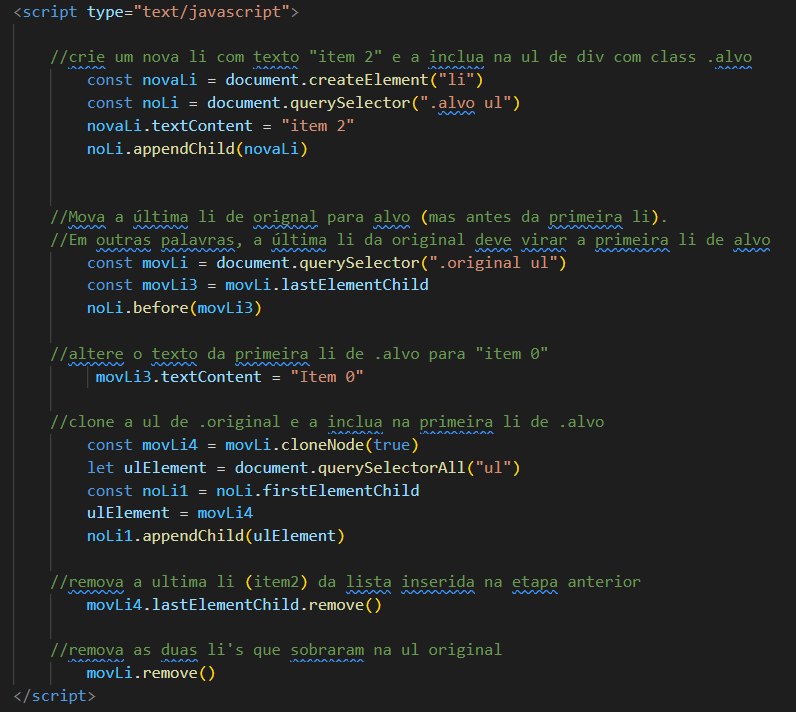 <script type="text/javascript">
//crie um nova li com texto "item 2" e a inclua na ul de div com class .alvo
const novaLi = document.createElement("li")
const noLi = document.querySelector(".alvo ul")
novaLi.textContent = "item 2"
noLi.appendChild(novaLi)
//Mova a última li de orignal para alvo (mas antes da primeira li).
//Em outras palavras, a última li da original deve virar a primeira li de alvo
const movLi = document.querySelector(".original ul")
const movLi3 = movLi.lastElementChild
noLi.before(movLi3)
//altere o texto da primeira li de .alvo para "item 0"
movLi3.textContent = "Item 0"
//clone a ul de .original e a inclua na primeira li de .alvo
const movLi4 = movLi.cloneNode(true)
let ulElement = document.querySelectorAll("ul")
const noLi1 = noLi.firstElementChild
ulElement = movLi4
noLi1.appendChild(ulElement)
//remova a ultima li (item2) da lista inserida na etapa anterior
movLi4.lastElementChild.remove()
//remova as duas li's que sobraram na ul original
movLi.remove()
</script>